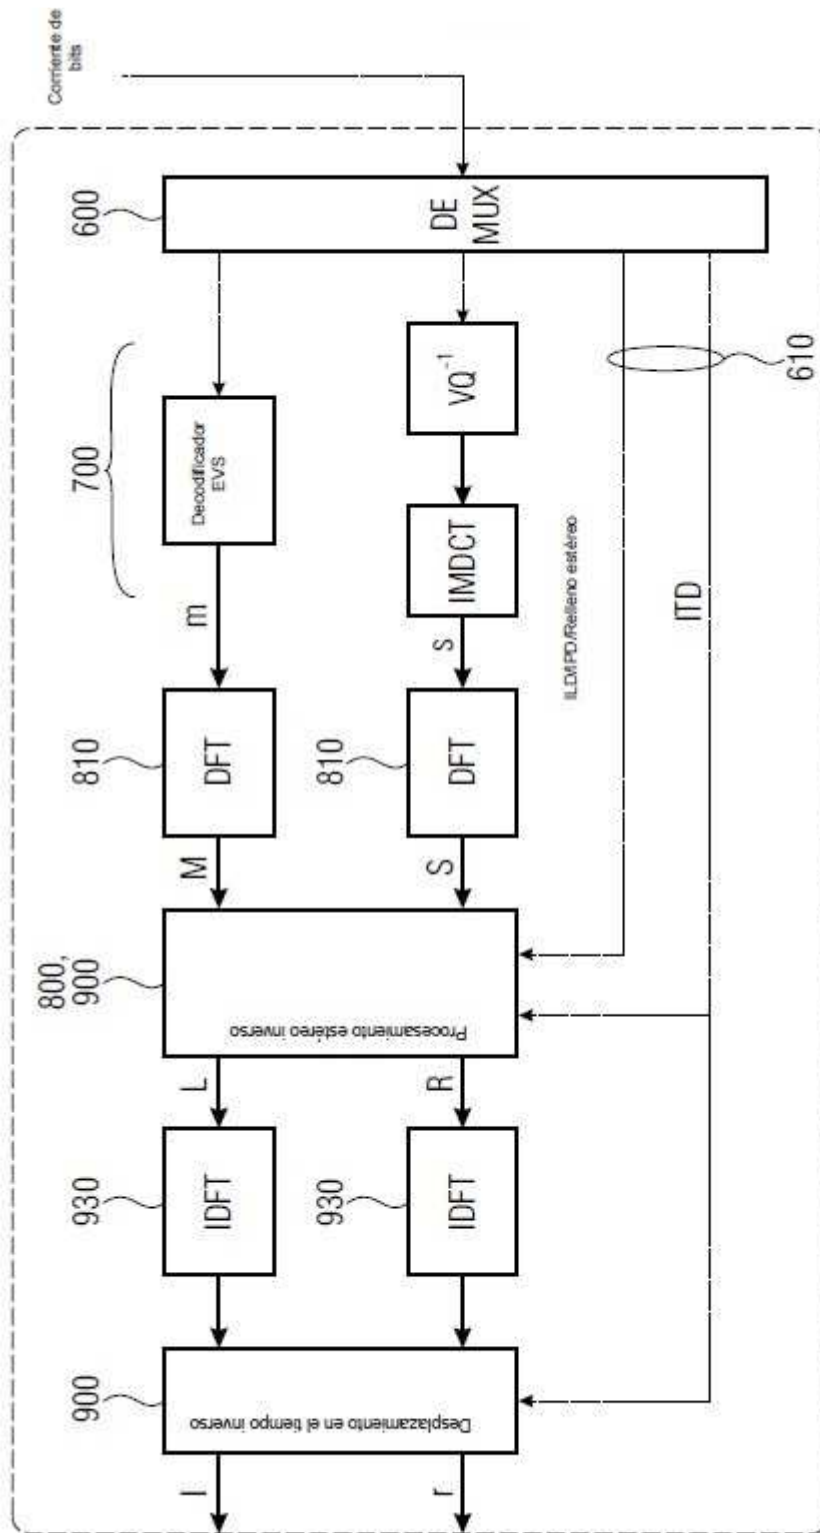 Corriente de
bits
600
DE
MUX
700
Decodificador
EVS
VQ-1
610
m
IMDCT
s
ILD/IPD/Relleno estéreo
ITD
810
DFT
810
DFT
M
S
800,
900
Procesamiento estéreo inverso
L
R
930
IDFT
930
IDFT
900
Desplazamiento en el tiempo inverso
l
r